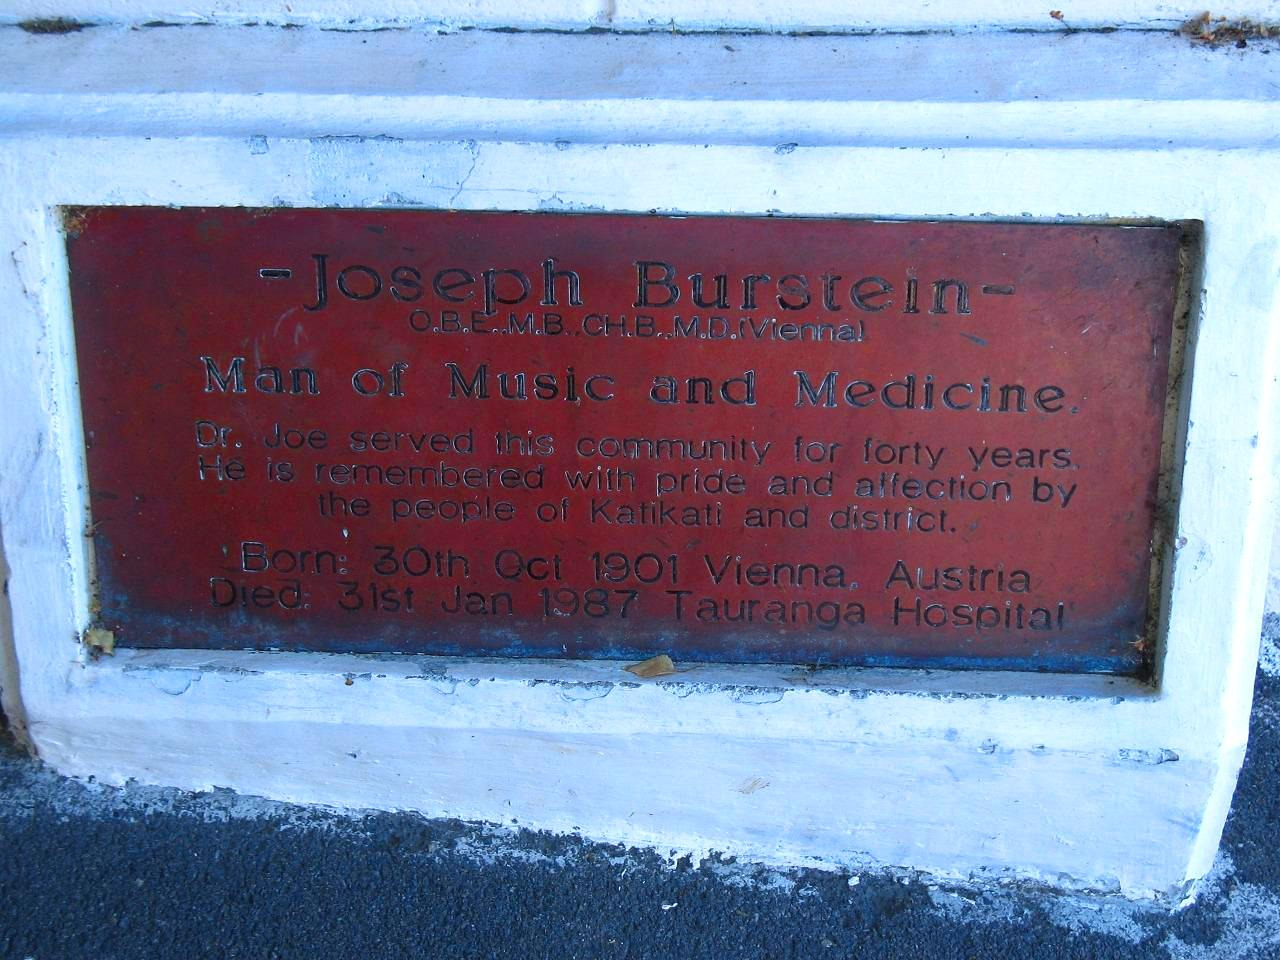 -Joseph Burstein-
O.B.E., M.B., CH.B., M.D.(Vienna)
Man of Music and Medicine.
Dr. Joe served this community for forty years.
He is remembered with pride and affection by
the people of Katikati and district.
Born: 30th Oct 1901 Vienna. Austria
Died: 31st Jan 1987 Tauranga Hospital